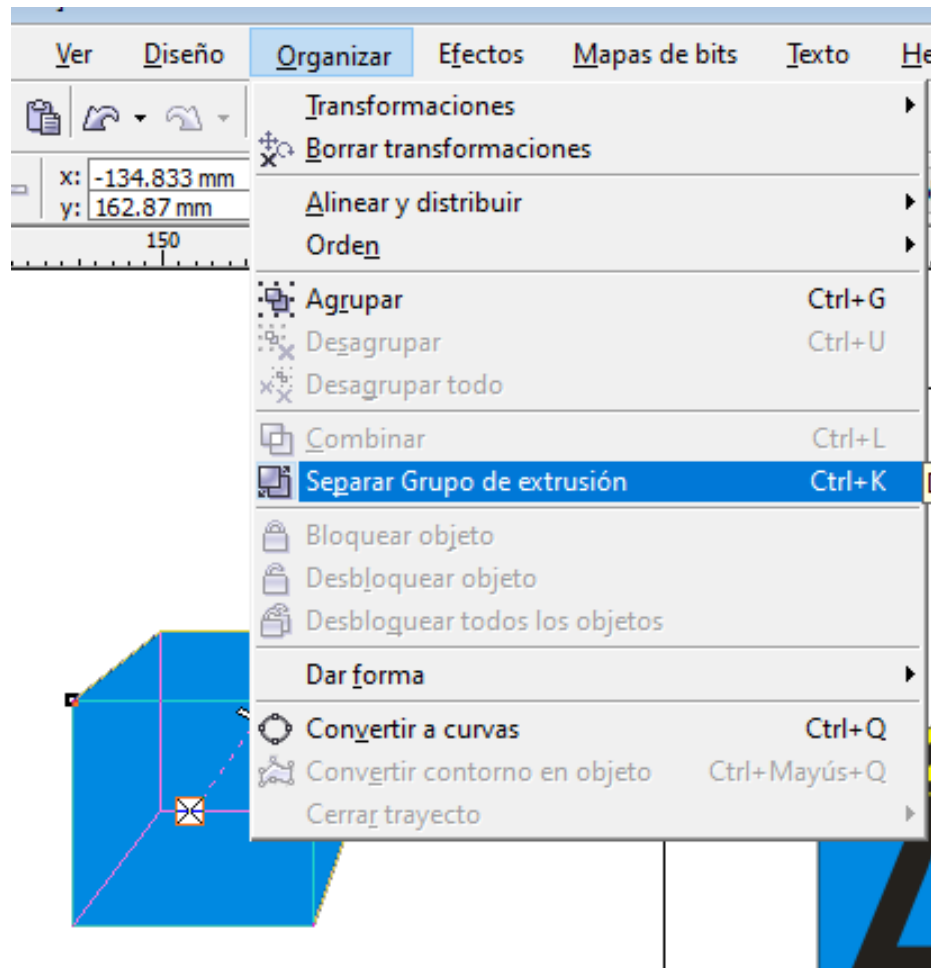 Ver Diseño Organizar Efectos Mapas de bits Texto
Transformaciones
Borrar transformaciones
x: -134.833 mm
y: 162.87 mm
Alinear y distribuir
150
Orden
Agrupar Ctrl+G
Desagrupar Ctrl+U
Desagrupar todo
Combinar Ctrl+L
Separar Grupo de extrusión Ctrl+K
Bloquear objeto
Desbloquear objeto
Desbloquear todos los objetos
Dar forma
Convertir a curvas Ctrl+Q
Convertir contorno en objeto Ctrl+Mayús+Q
Cerrar trayecto